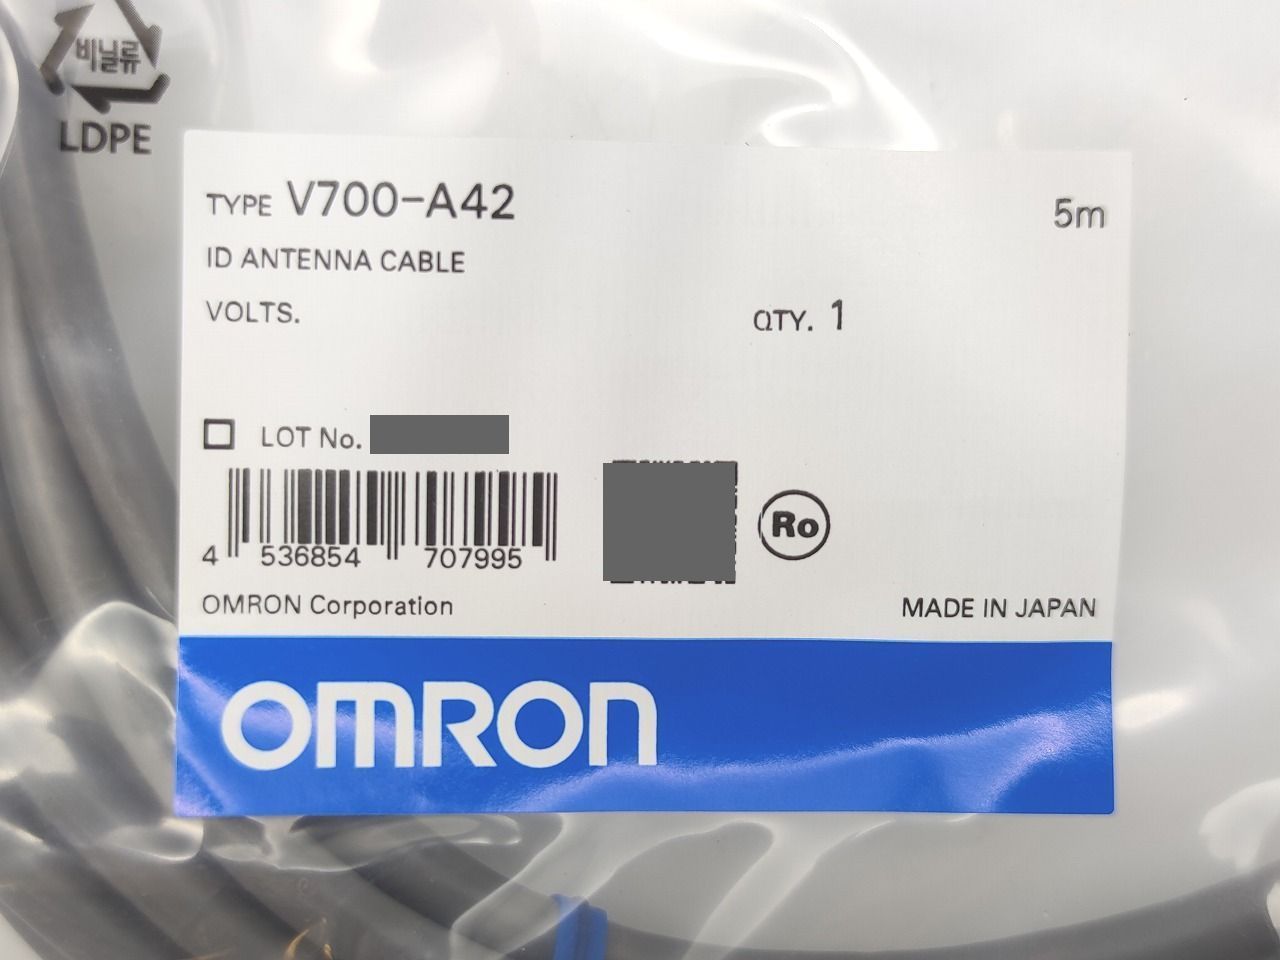 비닐류
LDPE
TYPE V700-A42 5m
ID ANTENNA CABLE
VOLTS. QTY. 1
LOT No.
4 536854 707995
Ro
OMRON Corporation MADE IN JAPAN
OMRON